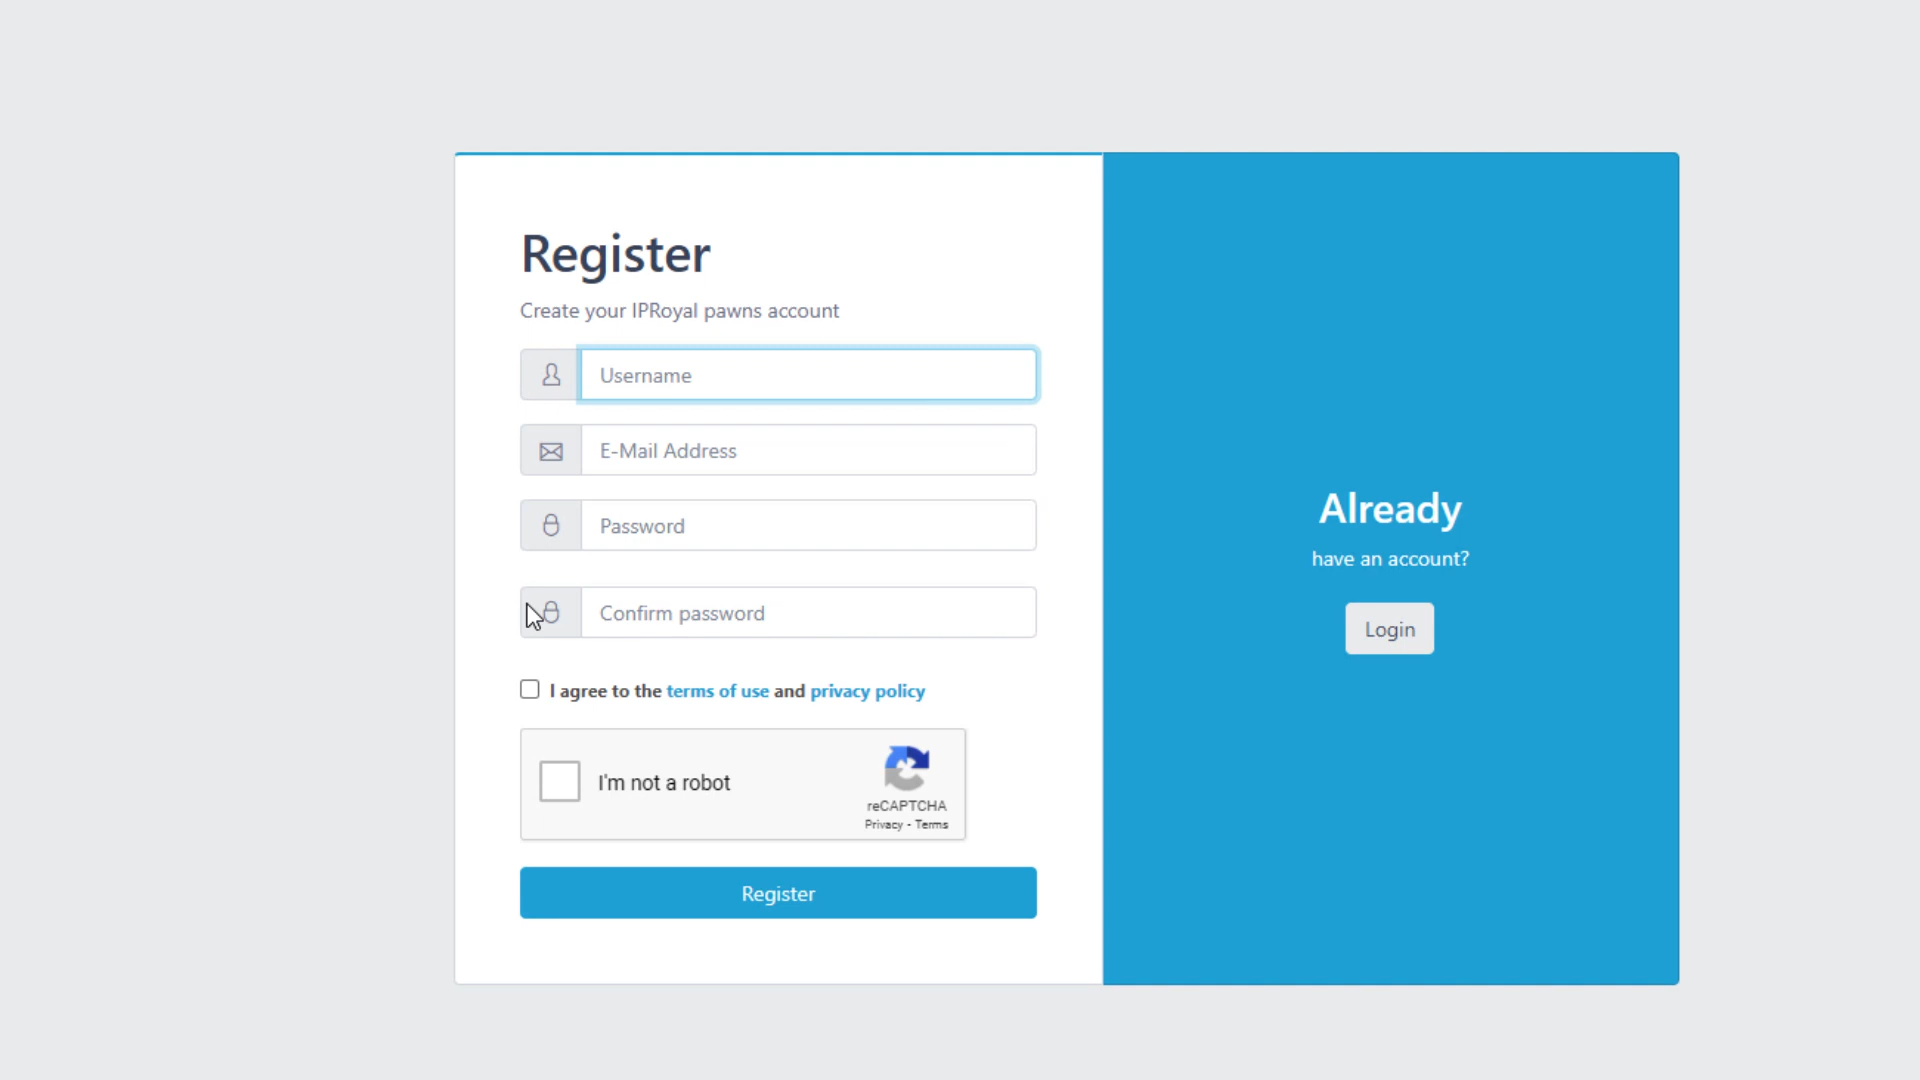 Register
Create your IPRoyal pawns account
Username
E-Mail Address
Password
Confirm password
I agree to the terms of use and privacy policy
I'm not a robot
reCAPTCHA
Privacy - Terms
Register
Already
have an account?
Login